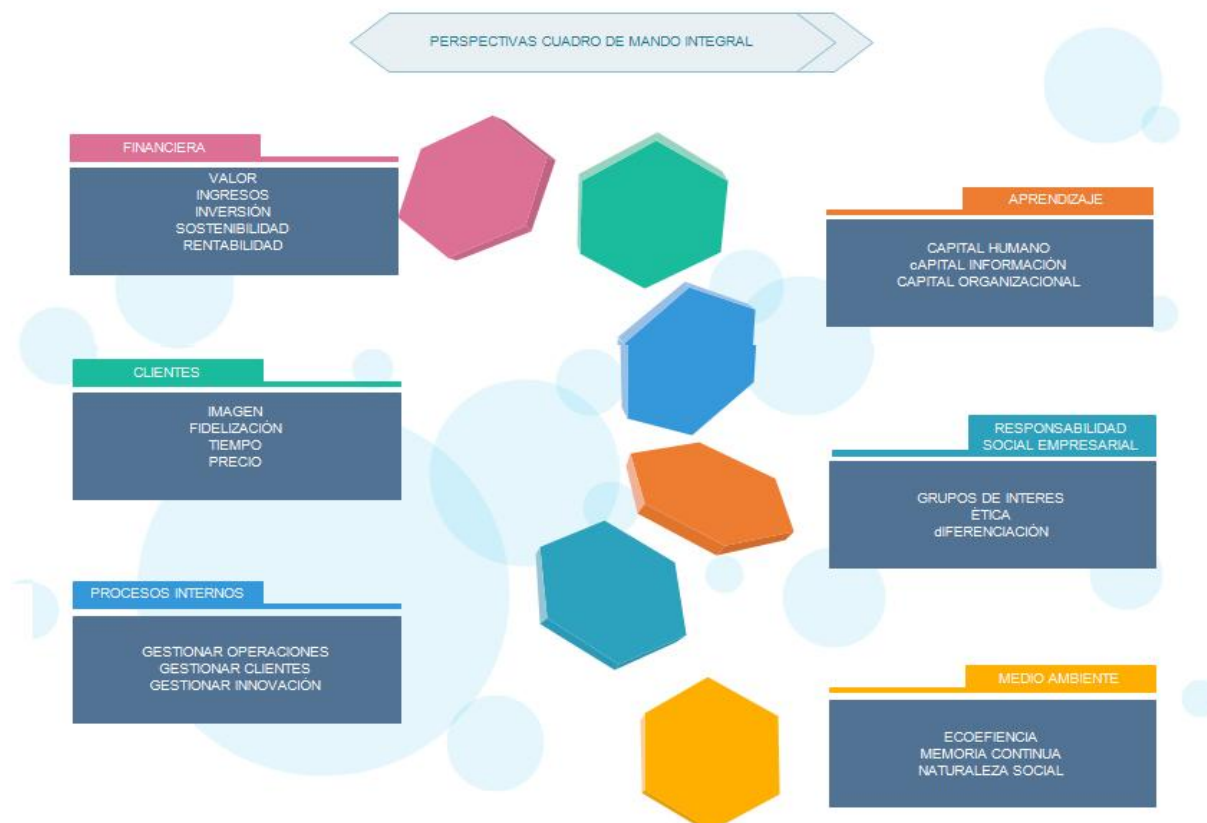 PERSPECTIVAS CUADRO DE MANDO INTEGRAL
FINANCIERA
VALOR
INGRESOS
INVERSIÓN
SOSTENIBILIDAD
RENTABILIDAD
CLIENTES
IMAGEN
FIDELIZACIÓN
TIEMPO
PRECIO
PROCESOS INTERNOS
GESTIONAR OPERACIONES
GESTIONAR CLIENTES
GESTIONAR INNOVACIÓN
APRENDIZAJE
CAPITAL HUMANO
cAPITAL INFORMACIÓN
CAPITAL ORGANIZACIONAL
RESPONSABILIDAD
SOCIAL EMPRESARIAL
GRUPOS DE INTERES
ÉTICA
dIFERENCIACIÓN
MEDIO AMBIENTE
ECOEFIENCIA
MEMORIA CONTINUA
NATURALEZA SOCIAL